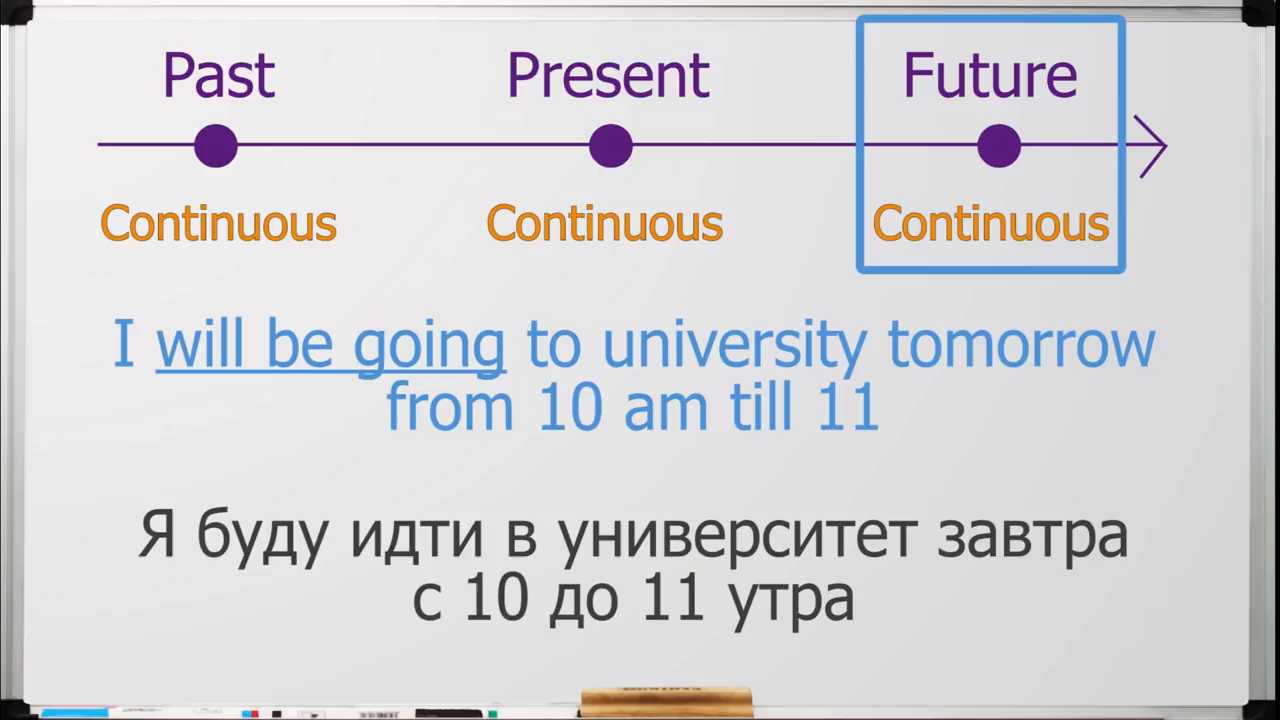 Past Present Future
Continuous Continuous Continuous
I will be going to university tomorrow
from 10 am till 11
Я буду идти в университет завтра
с 10 до 11 утра